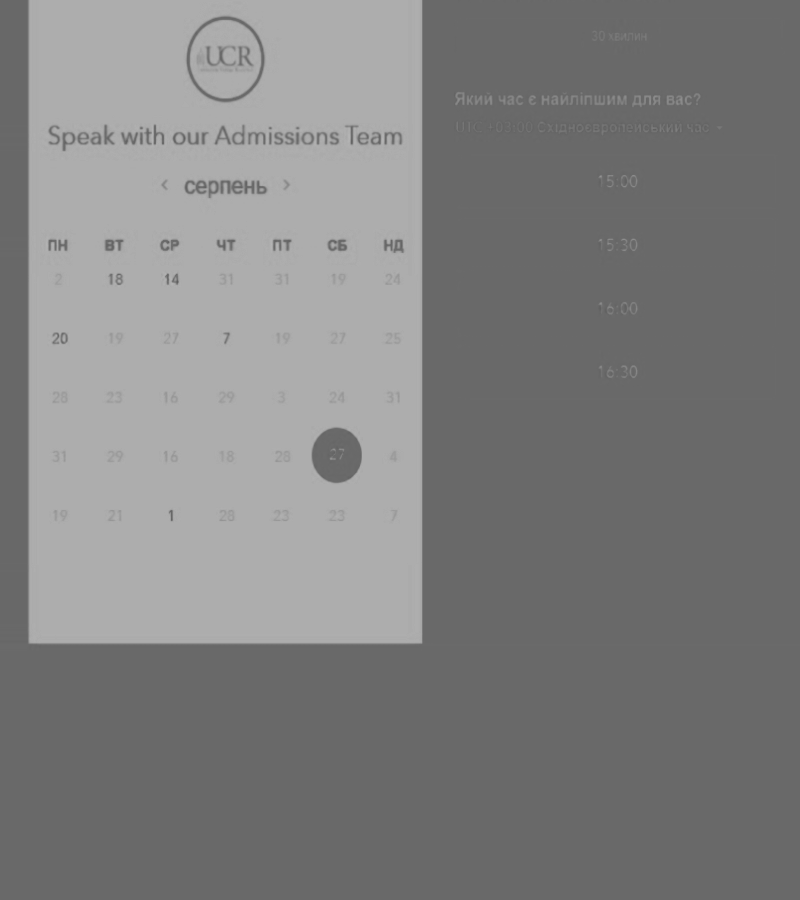 UCR
Speak with our Admissions Team
‹ серпень ›
ПН ВТ СР ЧТ ПТ СБ НД
2 18 14 31 31 19 24
20 19 27 7 19 27 25
28 23 16 29 3 24 31
31 29 16 18 28 27 4
19 21 1 28 23 23 7
30 хвилин
Який час є найліпшим для вас?
Східноєвропейський час
15:00
15:30
16:00
16:30